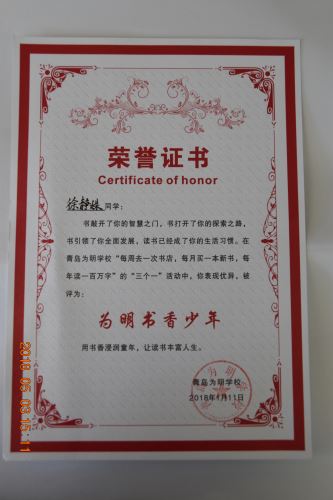 荣誉证书
Certificate of honor
徐静姝同学：
书敲开了你的智慧之门，书打开了你的探索之路，
书引领了你全面发展，读书已经成了你的生活习惯。在
青岛为明学校“每周去一次书店，每月买一本新书，每
年读一百万字”的“三个一”活动中，你表现优异，被
评为：
为明书香少年
用书香浸润童年，让读书丰富人生。
青岛为明学校
2018年1月11日
2018 05 03 15:11